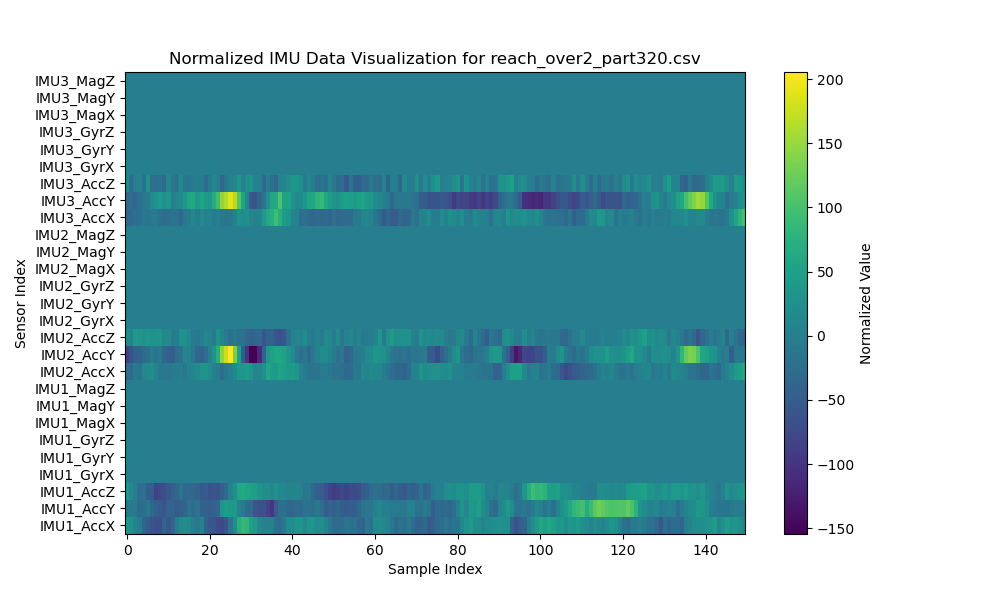 Normalized IMU Data Visualization for reach_over2_part320.csv
IMU3_MagZ
IMU3_MagY
IMU3_MagX
IMU3_GyrZ
IMU3_GyrY
IMU3_GyrX
IMU3_AccZ
IMU3_AccY
IMU3_AccX
IMU2_MagZ
IMU2_MagY
IMU2_MagX
IMU2_GyrZ
IMU2_GyrY
IMU2_GyrX
IMU2_AccZ
IMU2_AccY
IMU2_AccX
IMU1_MagZ
IMU1_MagY
IMU1_MagX
IMU1_GyrZ
IMU1_GyrY
IMU1_GyrX
IMU1_AccZ
IMU1_AccY
IMU1_AccX
Sensor Index
0 20 40 60 80 100 120 140
Sample Index
200
150
100
50
0
−50
−100
−150
Normalized Value